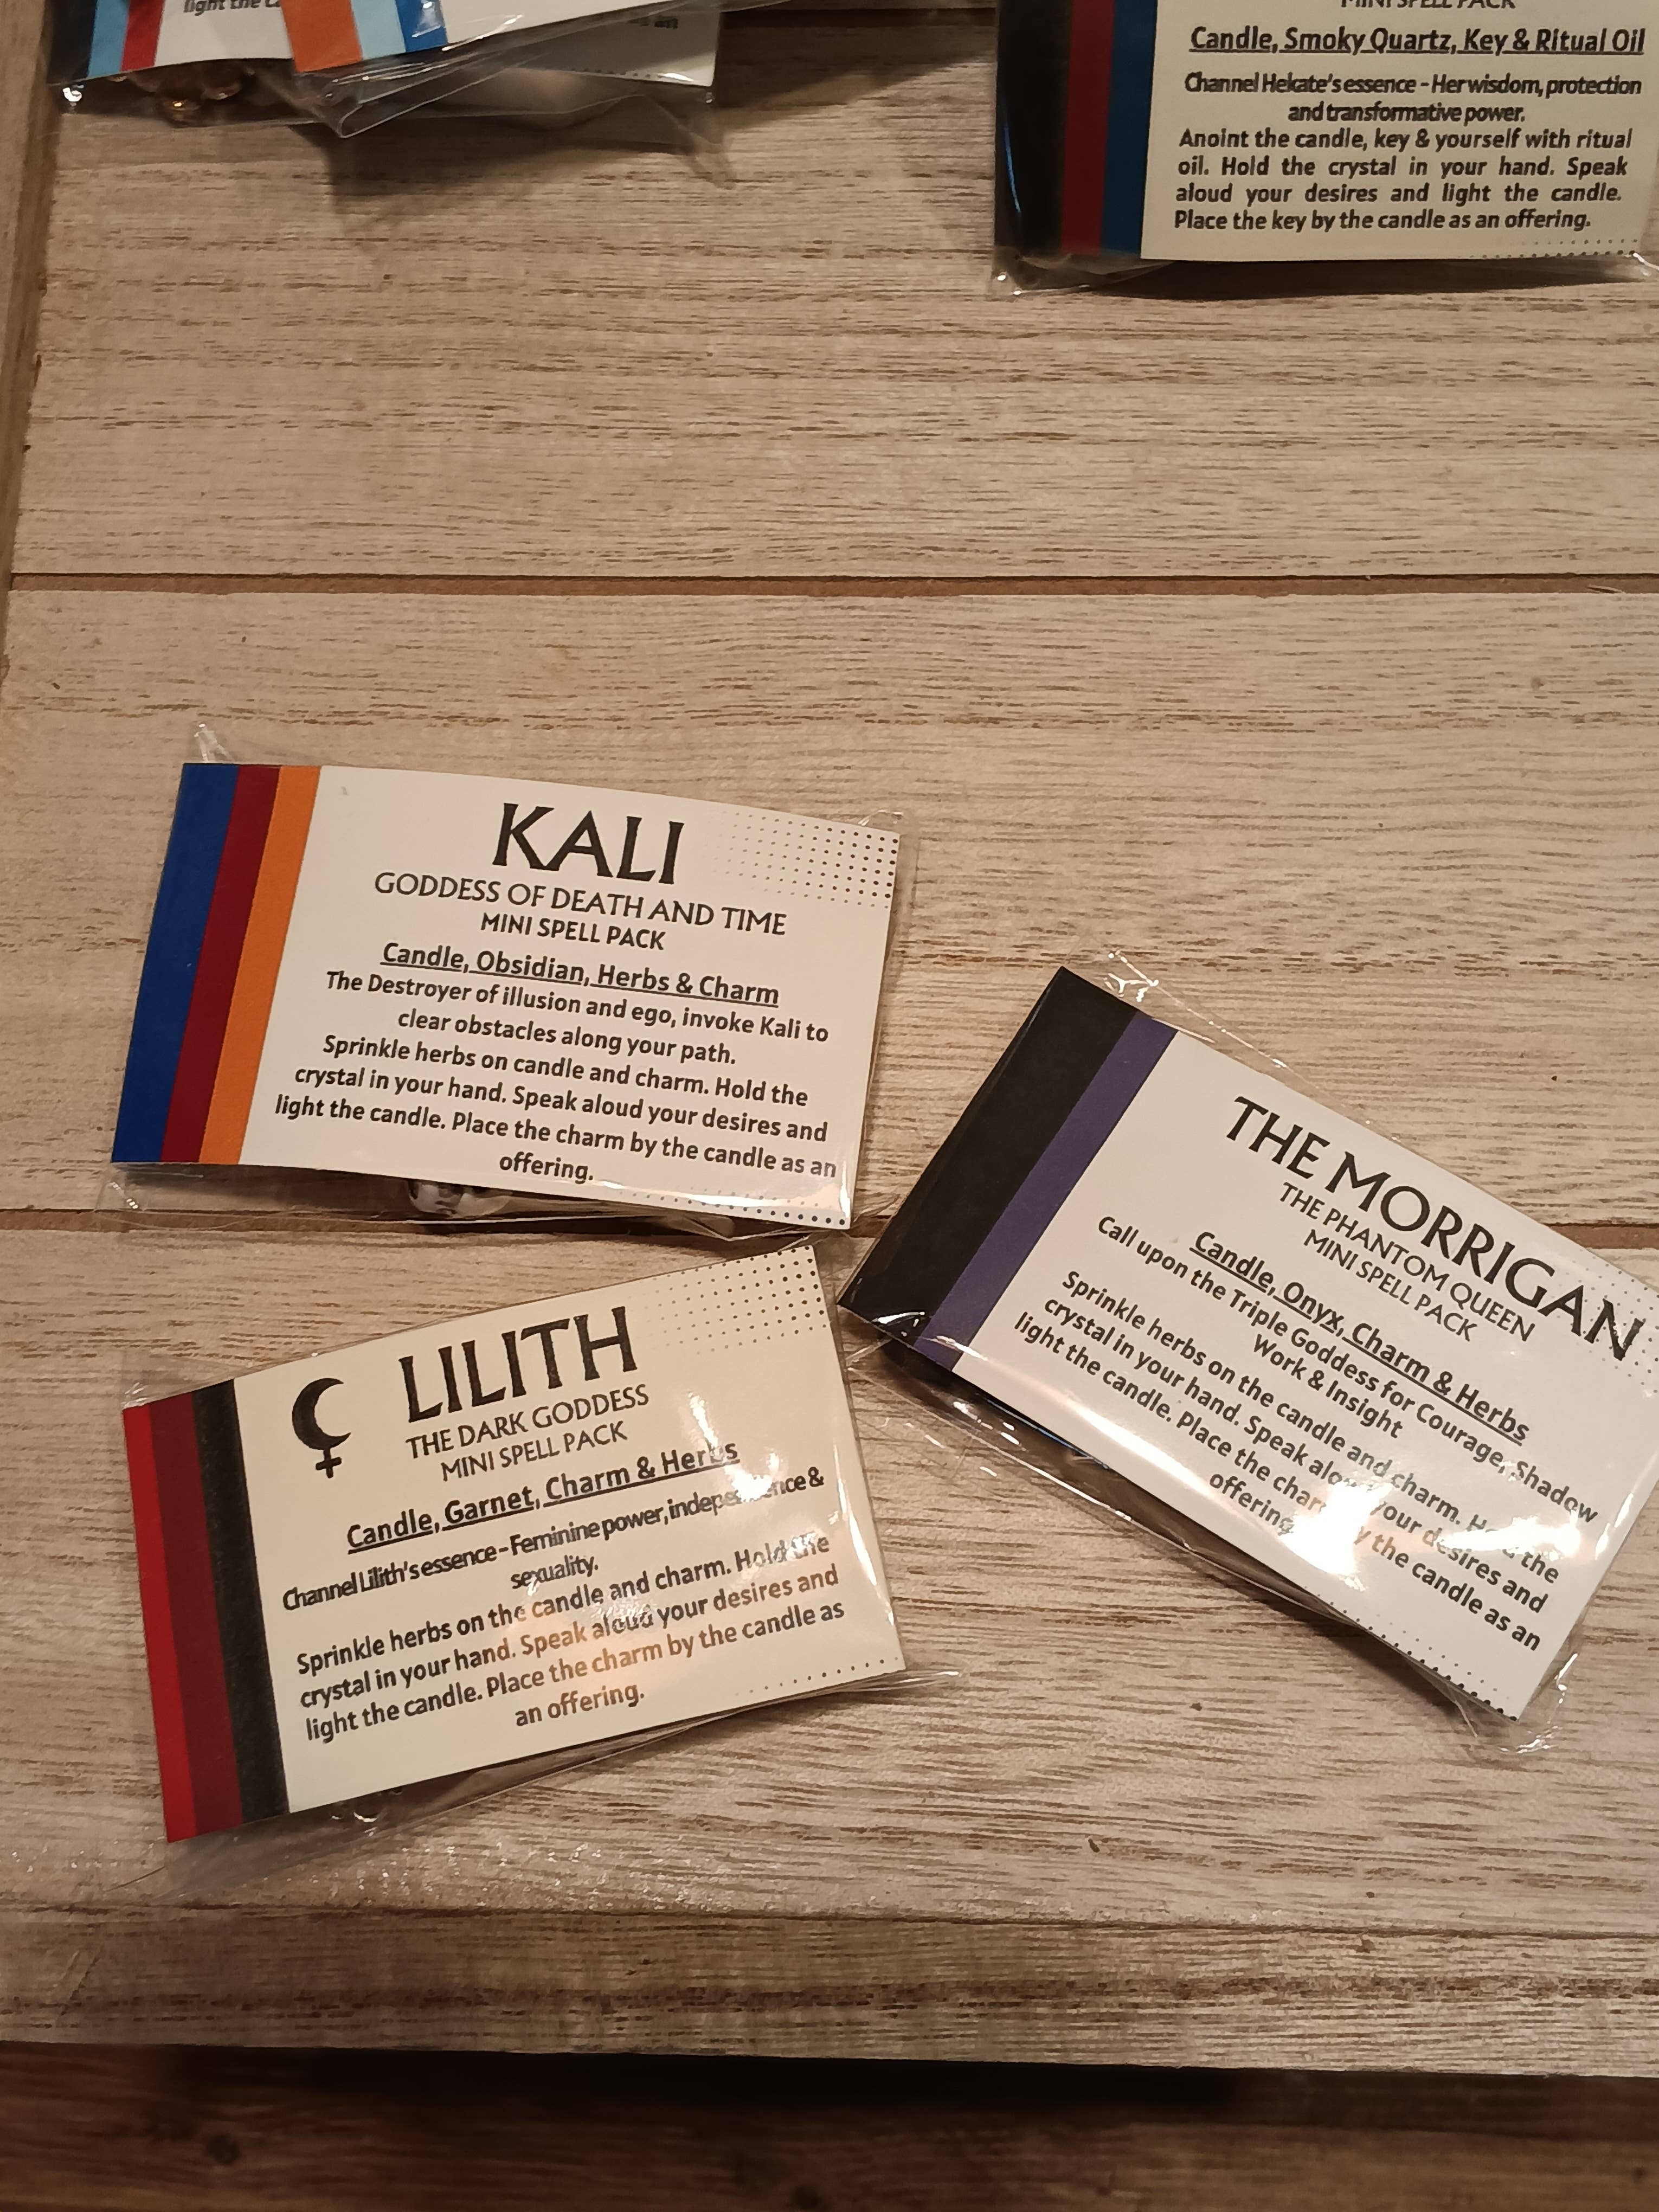 light the
MINI SPELL PACK
Candle, Smoky Quartz, Key & Ritual Oil
Channel Hekate's essence - Her wisdom, protection
and transformative power.
Anoint the candle, key & yourself with ritual
oil. Hold the crystal in your hand. Speak
aloud your desires and light the candle.
Place the key by the candle as an offering.
KALI
GODDESS OF DEATH AND TIME
MINI SPELL PACK
Candle, Obsidian, Herbs & Charm
The Destroyer of illusion and ego, invoke Kali to
clear obstacles along your path.
Sprinkle herbs on candle and charm. Hold the
crystal in your hand. Speak aloud your desires and
light the candle. Place the charm by the candle as an
offering.
THE MORRIGAN
THE PHANTOM QUEEN
MINI SPELL PACK
Candle, Onyx, Charm & Herbs
Call upon the Triple Goddess for Courage, Shadow
Work & Insight
Sprinkle herbs on the candle and charm. Hold the
crystal in your hand. Speak aloud your desires and
light the candle. Place the charm by the candle as an
offering.
LILITH
THE DARK GODDESS
MINI SPELL PACK
Candle, Garnet, Charm & Herbs
Channel Lilith's essence - Feminine power, independence &
sexuality.
Sprinkle herbs on the candle and charm. Hold the
crystal in your hand. Speak aloud your desires and
light the candle. Place the charm by the candle as
an offering.